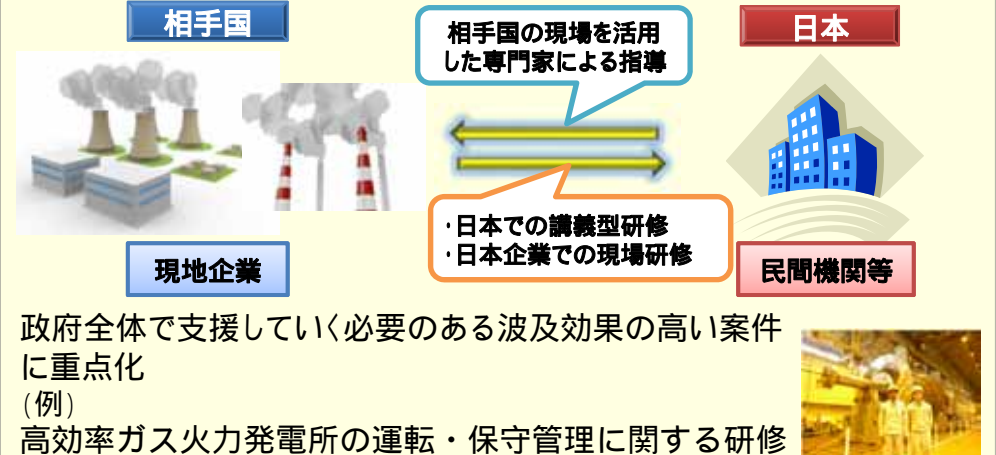 相手国
相手国の現場を活用
した専門家による指導
日本
・日本での講義型研修
・日本企業での現場研修
現地企業
民間機関等
政府全体で支援していく必要のある波及効果の高い案件
に重点化
(例)
高効率ガス火力発電所の運転・保守管理に関する研修